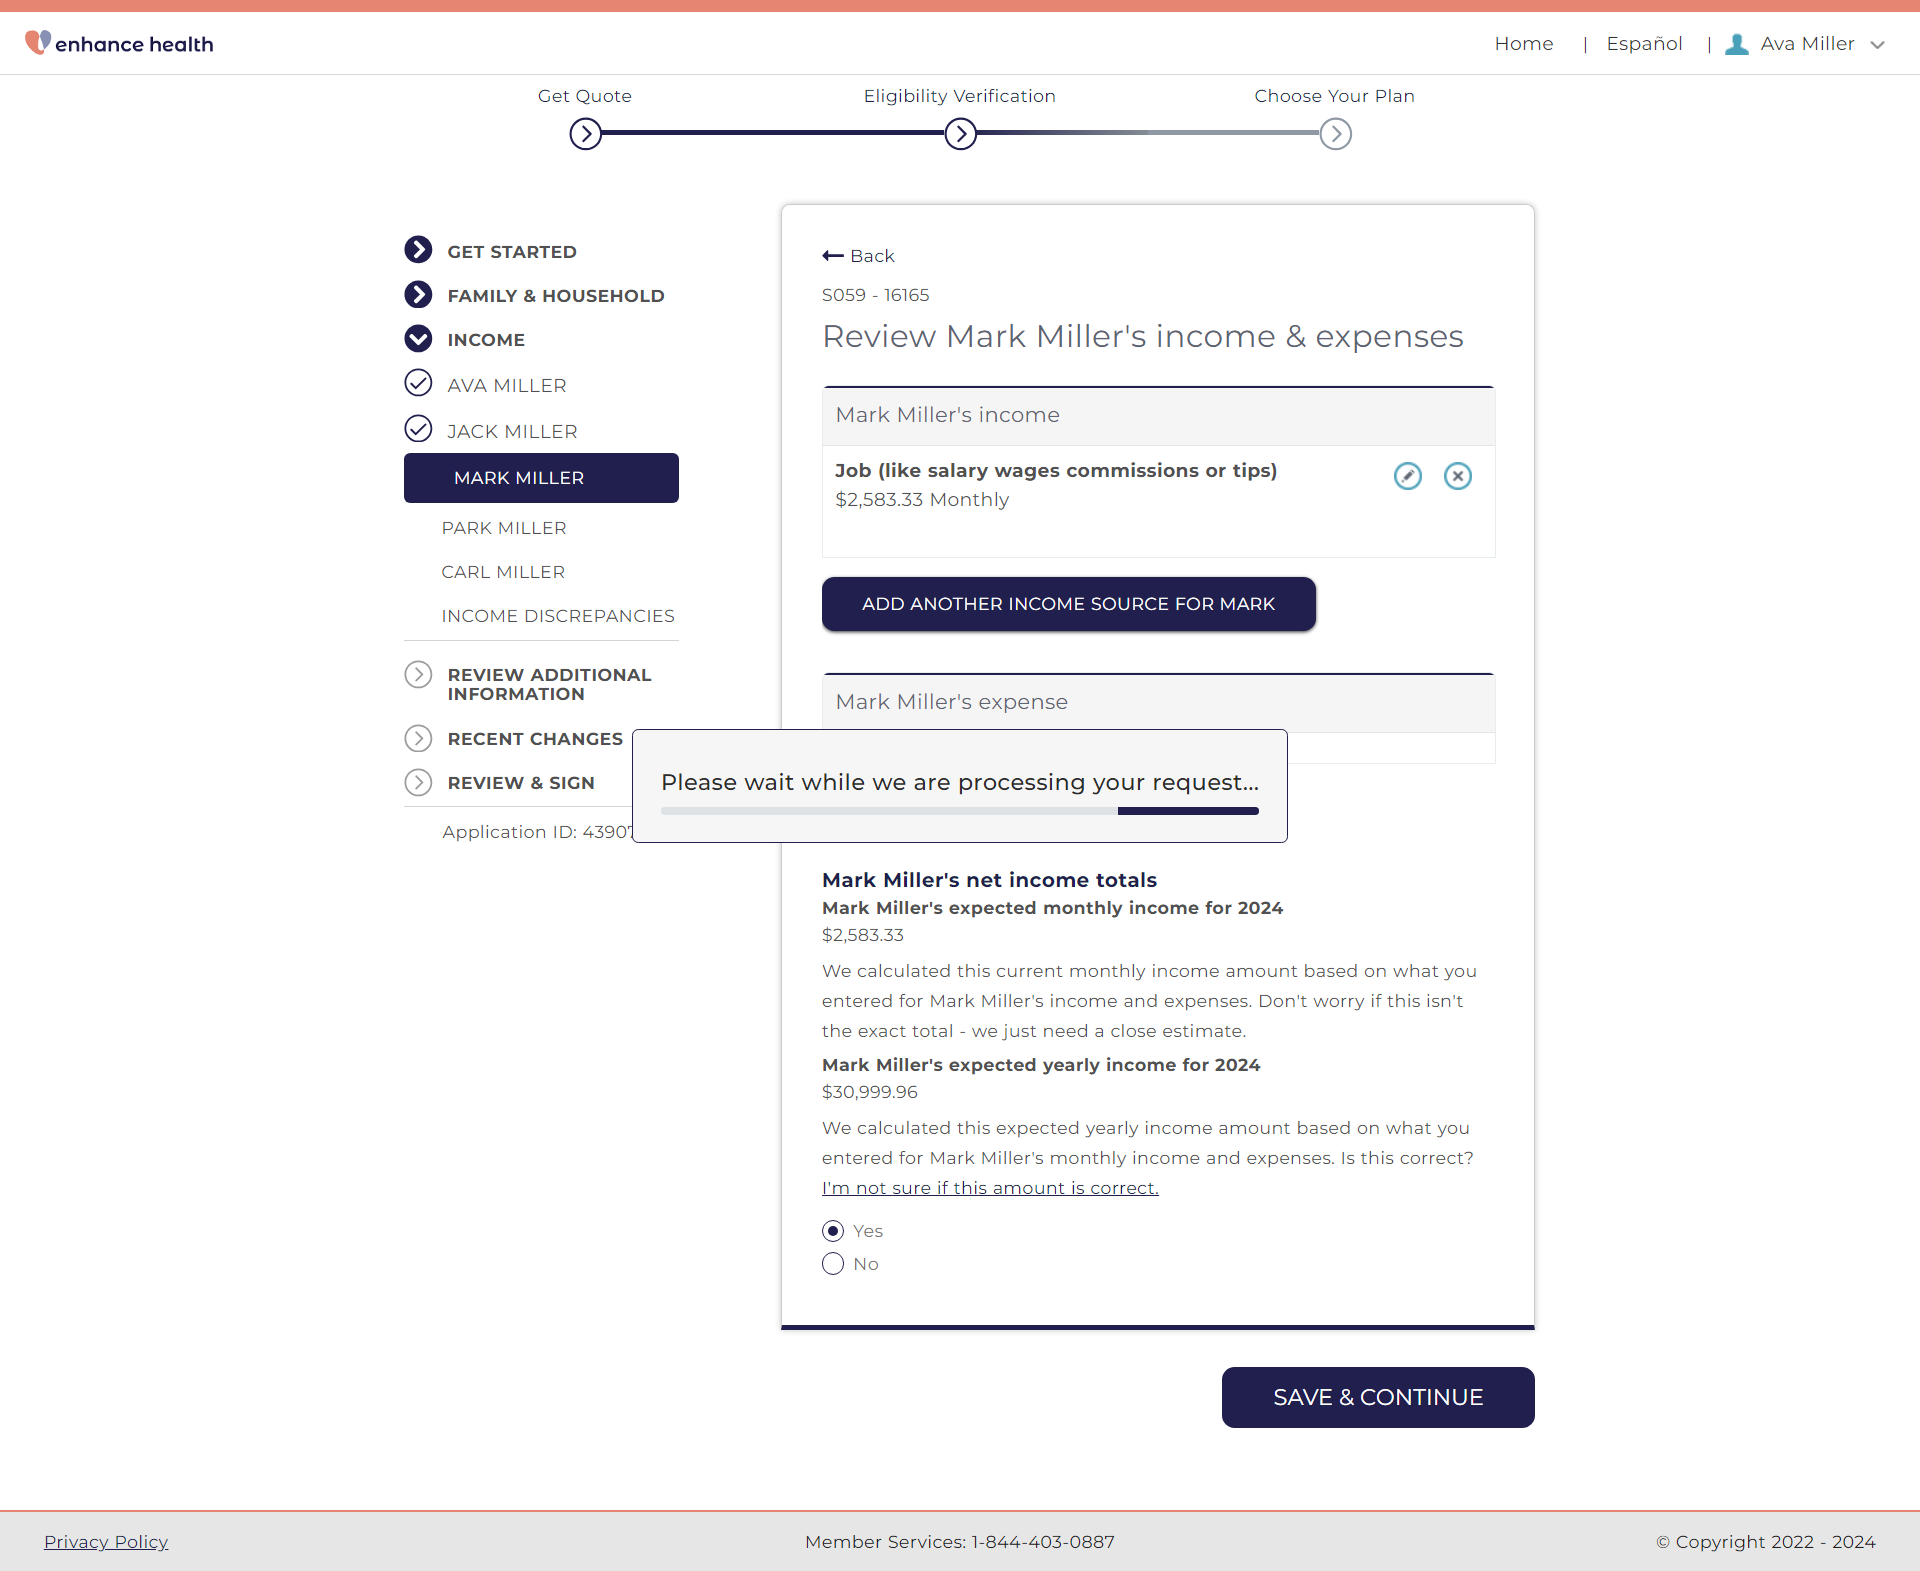 enhance health
Home | Español | Ava Miller
Get Quote
Eligibility Verification
Choose Your Plan
GET STARTED
FAMILY & HOUSEHOLD
INCOME
AVA MILLER
JACK MILLER
MARK MILLER
PARK MILLER
CARL MILLER
INCOME DISCREPANCIES
REVIEW ADDITIONAL
INFORMATION
RECENT CHANGES
REVIEW & SIGN
Application ID: 43907
Back
S059 - 16165
Review Mark Miller's income & expenses
Mark Miller's income
Job (like salary wages commissions or tips)
$2,583.33 Monthly
ADD ANOTHER INCOME SOURCE FOR MARK
Mark Miller's expense
Please wait while we are processing your request...
Mark Miller's net income totals
Mark Miller's expected monthly income for 2024
$2,583.33
We calculated this current monthly income amount based on what you
entered for Mark Miller's income and expenses. Don't worry if this isn't
the exact total - we just need a close estimate.
Mark Miller's expected yearly income for 2024
$30,999.96
We calculated this expected yearly income amount based on what you
entered for Mark Miller's monthly income and expenses. Is this correct?
I'm not sure if this amount is correct.
Yes
No
SAVE & CONTINUE
Privacy Policy
Member Services: 1-844-403-0887
© Copyright 2022 - 2024